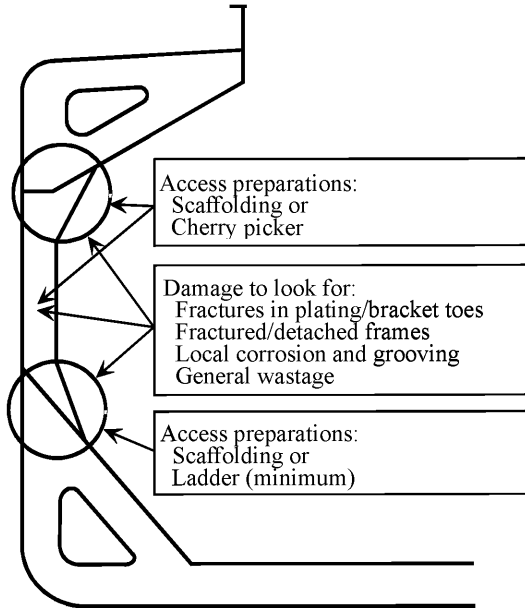 Access preparations:
Scaffolding or
Cherry picker
Damage to look for:
Fractures in plating/bracket toes
Fractured/detached frames
Local corrosion and grooving
General wastage
Access preparations:
Scaffolding or
Ladder (minimum)